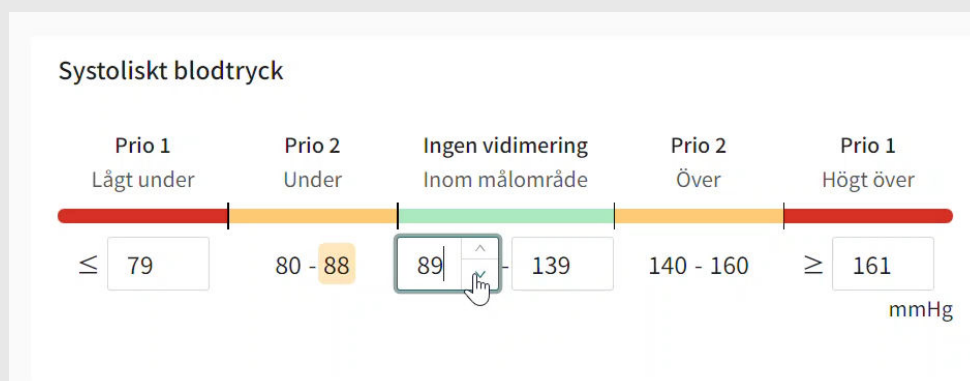 Systoliskt blodtryck
Prio 1 Prio 2 Ingen vidimering Prio 2 Prio 1
Lågt under Under Inom målområde Över Högt över
≤ 79 80 - 88 89 - 139 140 - 160 ≥ 161
mmHg